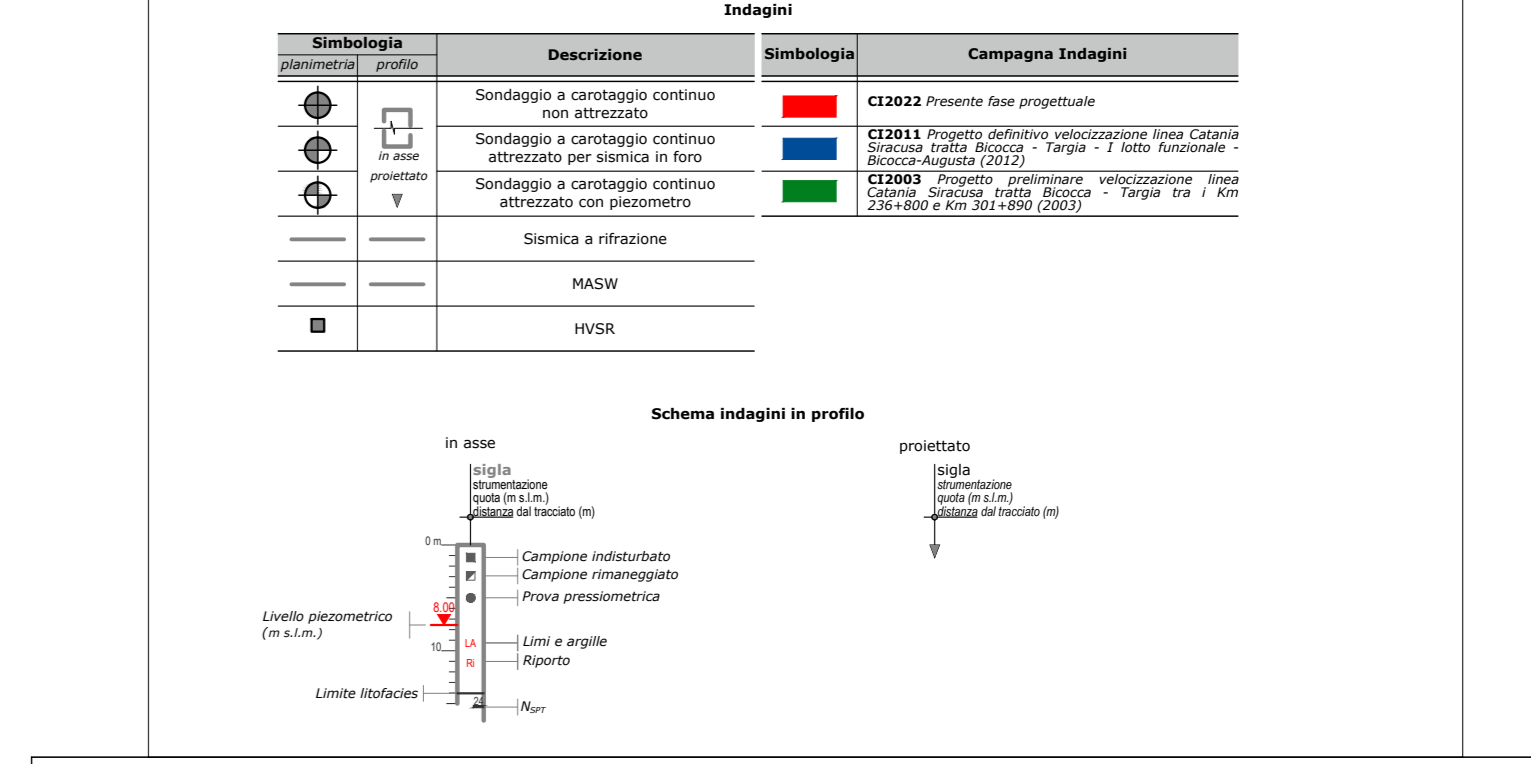 Indagini
Simbologia
planimetria profilo
Descrizione
Sondaggio a carotaggio continuo
non attrezzato
in asse
Sondaggio a carotaggio continuo
attrezzato per sismica in foro
proiettato
Sondaggio a carotaggio continuo
attrezzato con piezometro
Sismica a rifrazione
MASW
HVSR
Simbologia
Campagna Indagini
CI2022 Presente fase progettuale
CI2011 Progetto definitivo velocizzazione linea Catania
Siracusa tratta Bicocca - Targia - I lotto funzionale -
Bicocca-Augusta (2012)
CI2003 Progetto preliminare velocizzazione linea
Catania Siracusa tratta Bicocca - Targia tra i Km
236+800 e Km 301+890 (2003)
Schema indagini in profilo
in asse
sigla
strumentazione
quota (m s.l.m.)
distanza dal tracciato (m)
0 m
Campione indisturbato
Campione rimaneggiato
Prova pressiometrica
8.00
Livello piezometrico
(m s.l.m.)
10
LA
Limi e argille
Ri
Riporto
Limite litofacies
24
NSPT
proiettato
sigla
strumentazione
quota (m s.l.m.)
distanza dal tracciato (m)